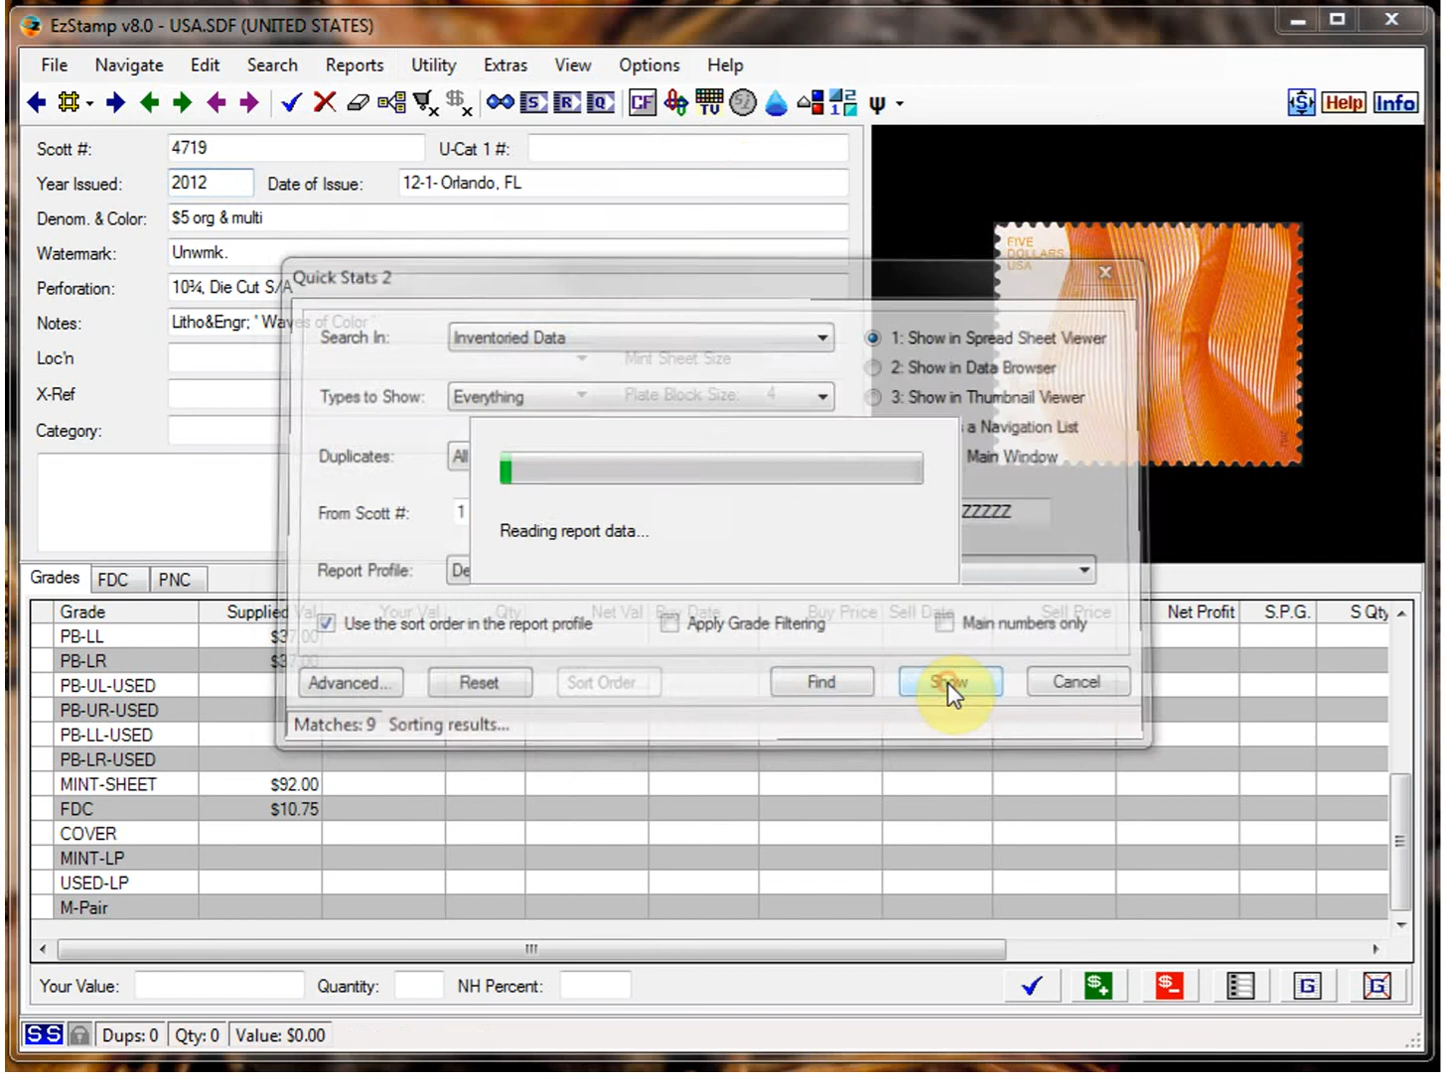 EzStamp v8.0 - USA.SDF (UNITED STATES)
File Navigate Edit Search Reports Utility Extras View Options Help
CF TV Help Info
Scott #: 4719 U-Cat 1 #:
Year Issued: 2012 Date of Issue: 12-1- Orlando, FL
Denom. & Color: $5 org & multi
Watermark: Unwmk.
Perforation: 10¾, Die Cut S/A
Notes: Litho&Engr; ' Waves of Color '
Loc'n Mint Sheet Size
X-Ref Plate Block Size: 4
Category:
FIVE
DOLLARS
USA
Quick Stats 2
Search In: Inventoried Data 1: Show in Spread Sheet Viewer
2: Show in Data Browser
Types to Show: Everything 3: Show in Thumbnail Viewer
a Navigation List
Duplicates: All Main Window
From Scott #: 1 ZZZZZ
Reading report data...
Report Profile: De
Use the sort order in the report profile Apply Grade Filtering Main numbers only
Advanced... Reset Sort Order... Find Show Cancel
Matches: 9 Sorting results...
Grades FDC PNC
Grade Supplied Val Your Val Qty Net Val Buy Date Buy Price Sell Date Sell Price Net Profit S.P.G. S Qty
PB-LL $37.00
PB-LR $37.00
PB-UL-USED
PB-UR-USED
PB-LL-USED
PB-LR-USED
MINT-SHEET $92.00
FDC $10.75
COVER
MINT-LP
USED-LP
M-Pair
Your Value: Quantity: NH Percent:
SS Dups: 0 Qty: 0 Value: $0.00